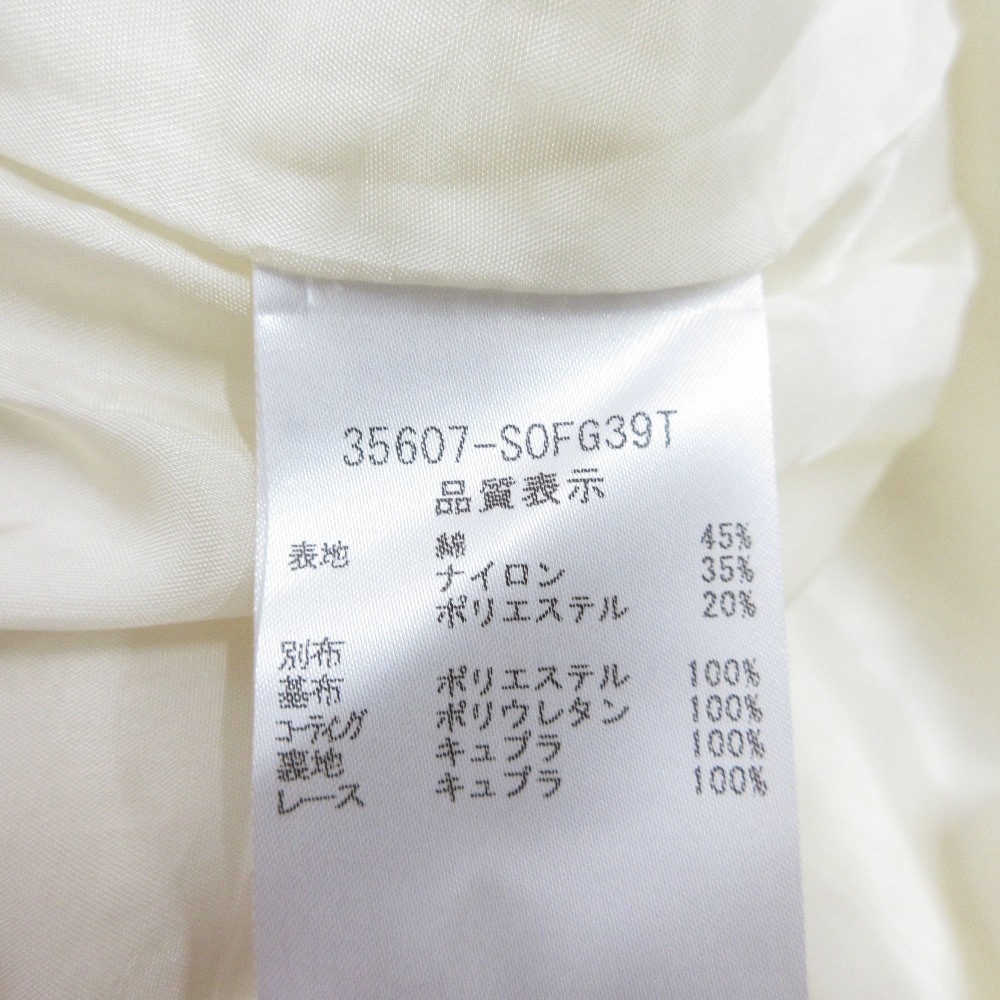 35607-SOFG39T
品質表示
表地 綿 45%
ナイロン 35%
ポリエステル 20%
別布
基布 ポリエステル 100%
コーティング ポリウレタン 100%
裏地 キュプラ 100%
レース キュプラ 100%